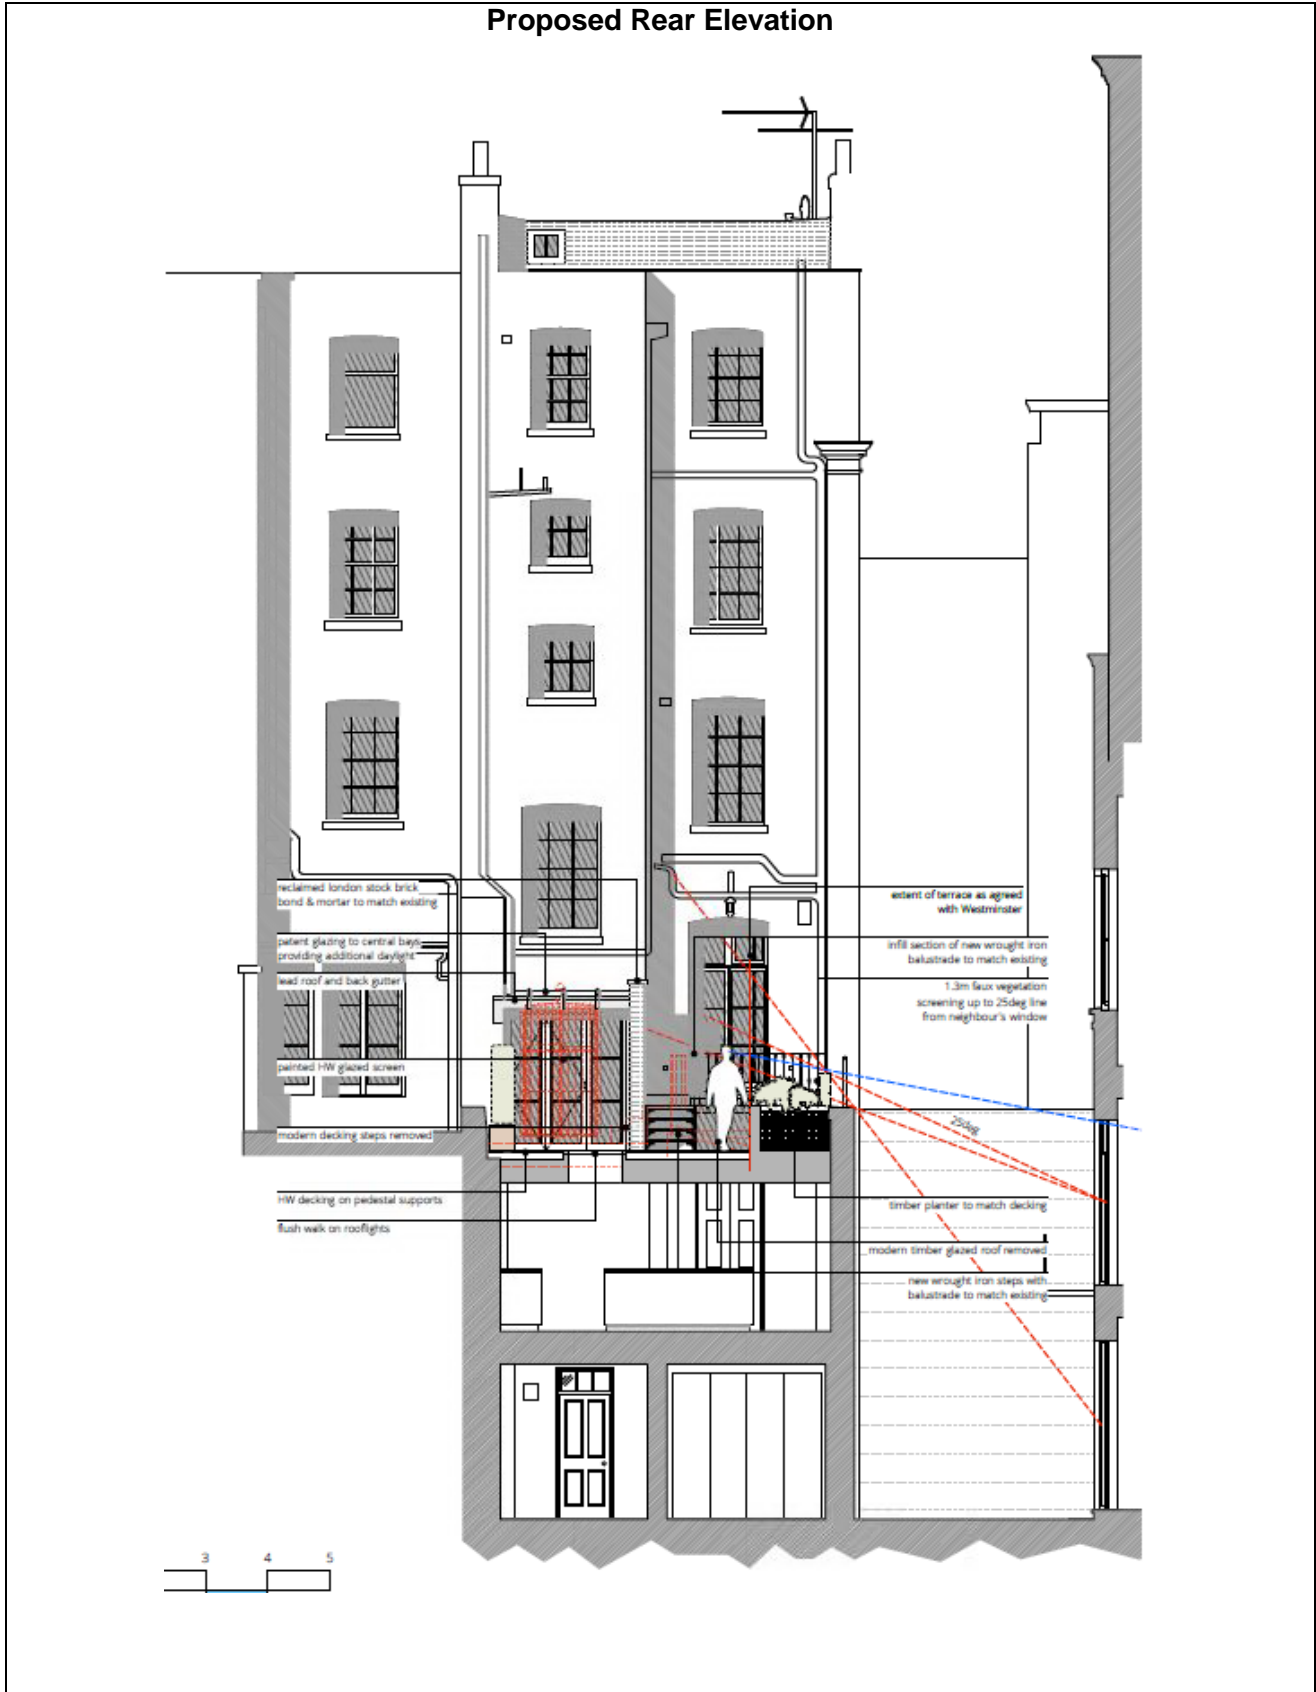 Proposed Rear Elevation
reclaimed london stock brick
bond & mortar to match existing
patent glazing to central bays
providing additional daylight
lead roof and back gutter
painted HW glazed screen
modern decking steps removed
HW decking on pedestal supports
flush walk on rooflights
extent of terrace as agreed
with Westminster
infill section of new wrought iron
balustrade to match existing
1.3m faux vegetation
screening up to 25deg line
from neighbour's window
25deg
timber planter to match decking
modern timber glazed roof removed
new wrought iron steps with
balustrade to match existing
3 4 5